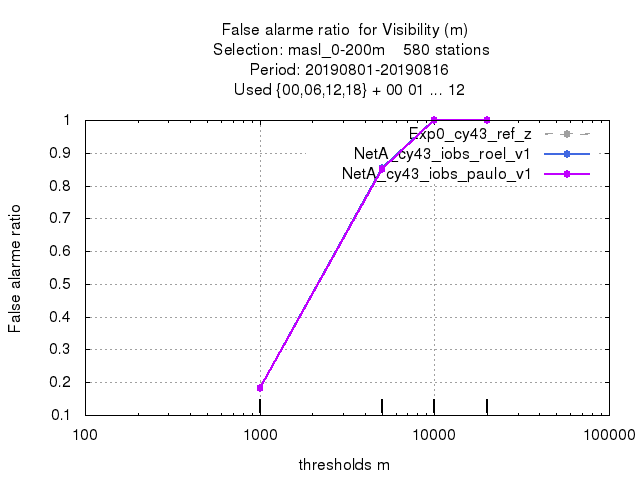 False alarme ratio  for Visibility (m)
Selection: masl_0-200m    580 stations
Period: 20190801-20190816
Used {00,06,12,18} + 00 01 ... 12
1
0.9
0.8
0.7
0.6
0.5
0.4
0.3
0.2
0.1
False alarme ratio
Exp0_cy43_ref_z
NetA_cy43_iobs_roel_v1
NetA_cy43_iobs_paulo_v1
100 1000 10000 100000
thresholds m